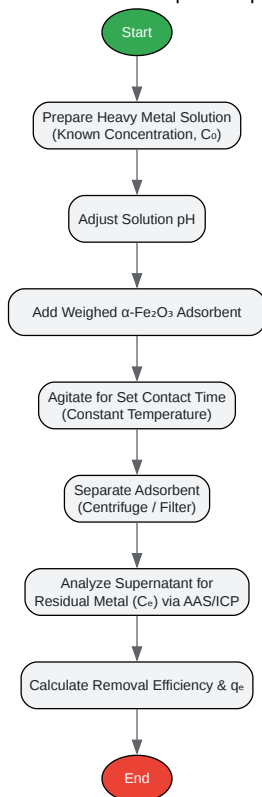 Start
Prepare Heavy Metal Solution
(Known Concentration, C₀)
Adjust Solution pH
Add Weighed α-Fe₂O₃ Adsorbent
Agitate for Set Contact Time
(Constant Temperature)
Separate Adsorbent
(Centrifuge / Filter)
Analyze Supernatant for
Residual Metal (Cₑ) via AAS/ICP
Calculate Removal Efficiency & qₑ
End